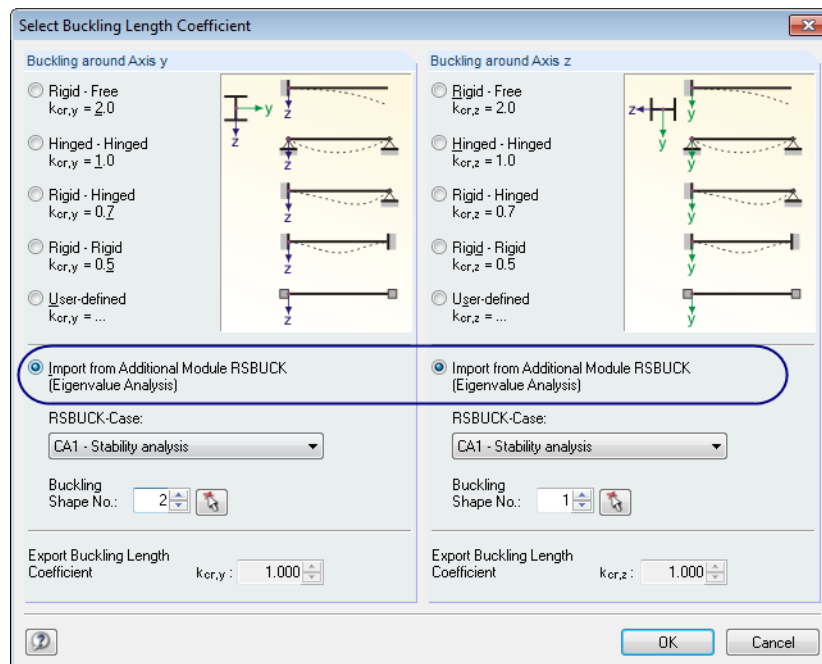 Select Buckling Length Coefficient
Buckling around Axis y
Rigid - Free
kcr,y = 2.0
Hinged - Hinged
kcr,y = 1.0
Rigid - Hinged
kcr,y = 0.7
Rigid - Rigid
kcr,y = 0.5
User-defined
kcr,y = ...
y
z
z
z
z
z
z
Import from Additional Module RSBUCK
(Eigenvalue Analysis)
RSBUCK-Case:
CA1 - Stability analysis
Buckling
Shape No.: 2
Export Buckling Length
Coefficient kcr,y : 1.000
Buckling around Axis z
Rigid - Free
kcr,z = 2.0
Hinged - Hinged
kcr,z = 1.0
Rigid - Hinged
kcr,z = 0.7
Rigid - Rigid
kcr,z = 0.5
User-defined
kcr,z = ...
z
y
y
y
y
y
y
Import from Additional Module RSBUCK
(Eigenvalue Analysis)
RSBUCK-Case:
CA1 - Stability analysis
Buckling
Shape No.: 1
Export Buckling Length
Coefficient kcr,z : 1.000
OK
Cancel